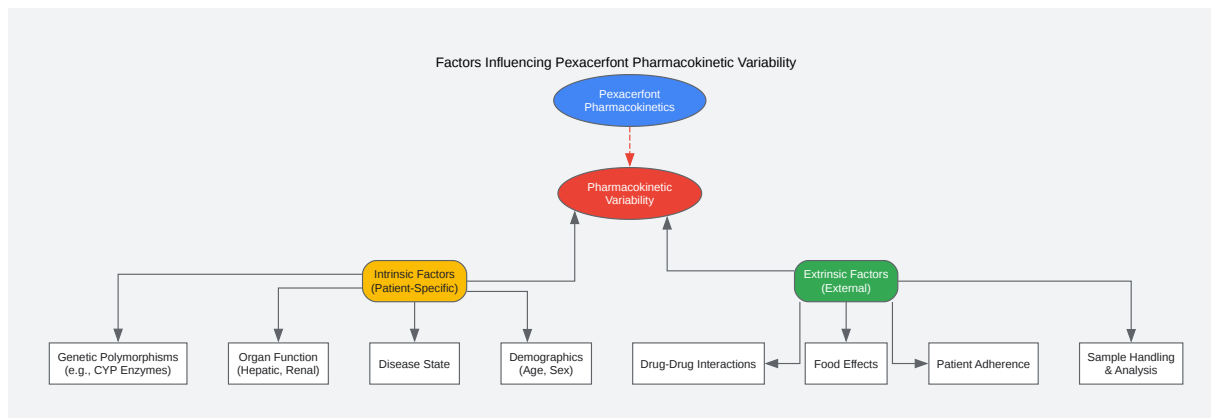 Factors Influencing Pexacerfont Pharmacokinetic Variability
Pexacerfont
Pharmacokinetics
Pharmacokinetic
Variability
Intrinsic Factors
(Patient-Specific)
Extrinsic Factors
(External)
Genetic Polymorphisms
(e.g., CYP Enzymes)
Organ Function
(Hepatic, Renal)
Disease State
Demographics
(Age, Sex)
Drug-Drug Interactions
Food Effects
Patient Adherence
Sample Handling
& Analysis